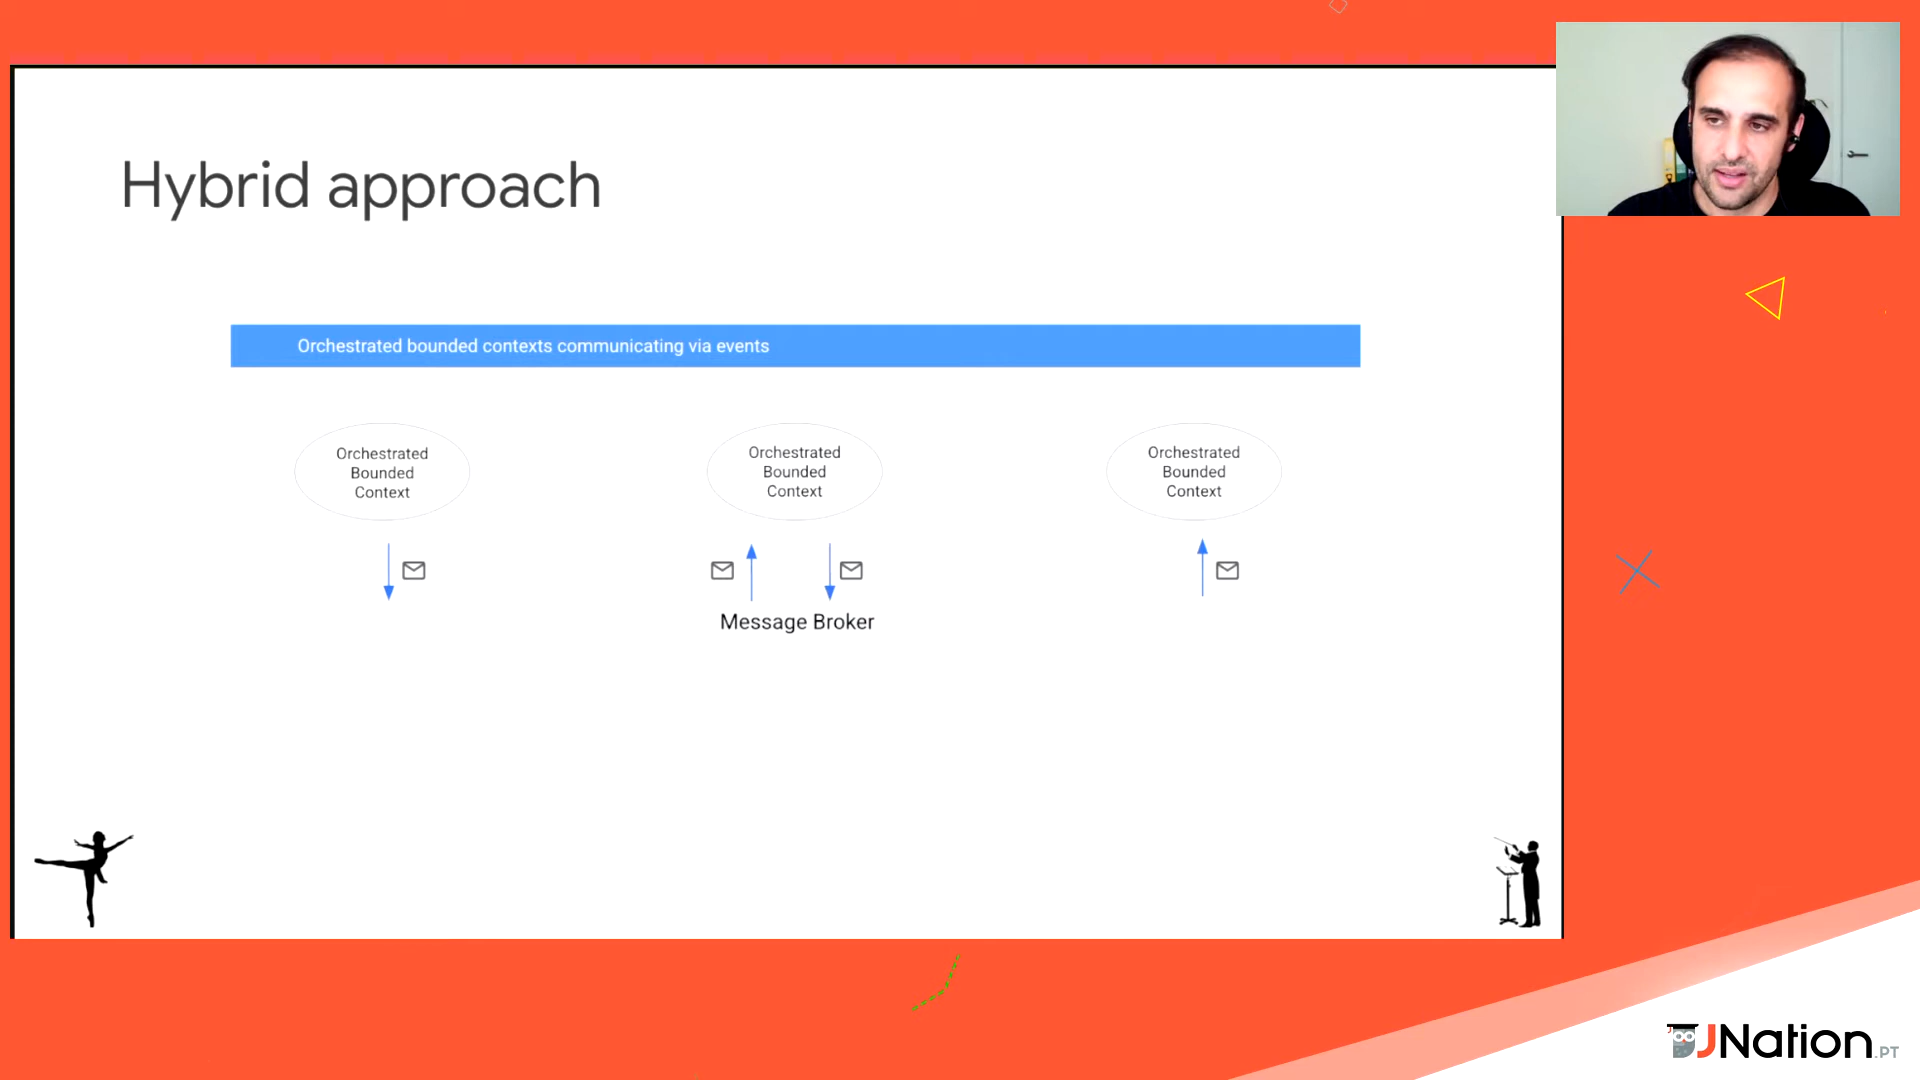 Hybrid approach
Orchestrated bounded contexts communicating via events
Orchestrated
Bounded
Context
Orchestrated
Bounded
Context
Orchestrated
Bounded
Context
Message Broker
JNation.PT